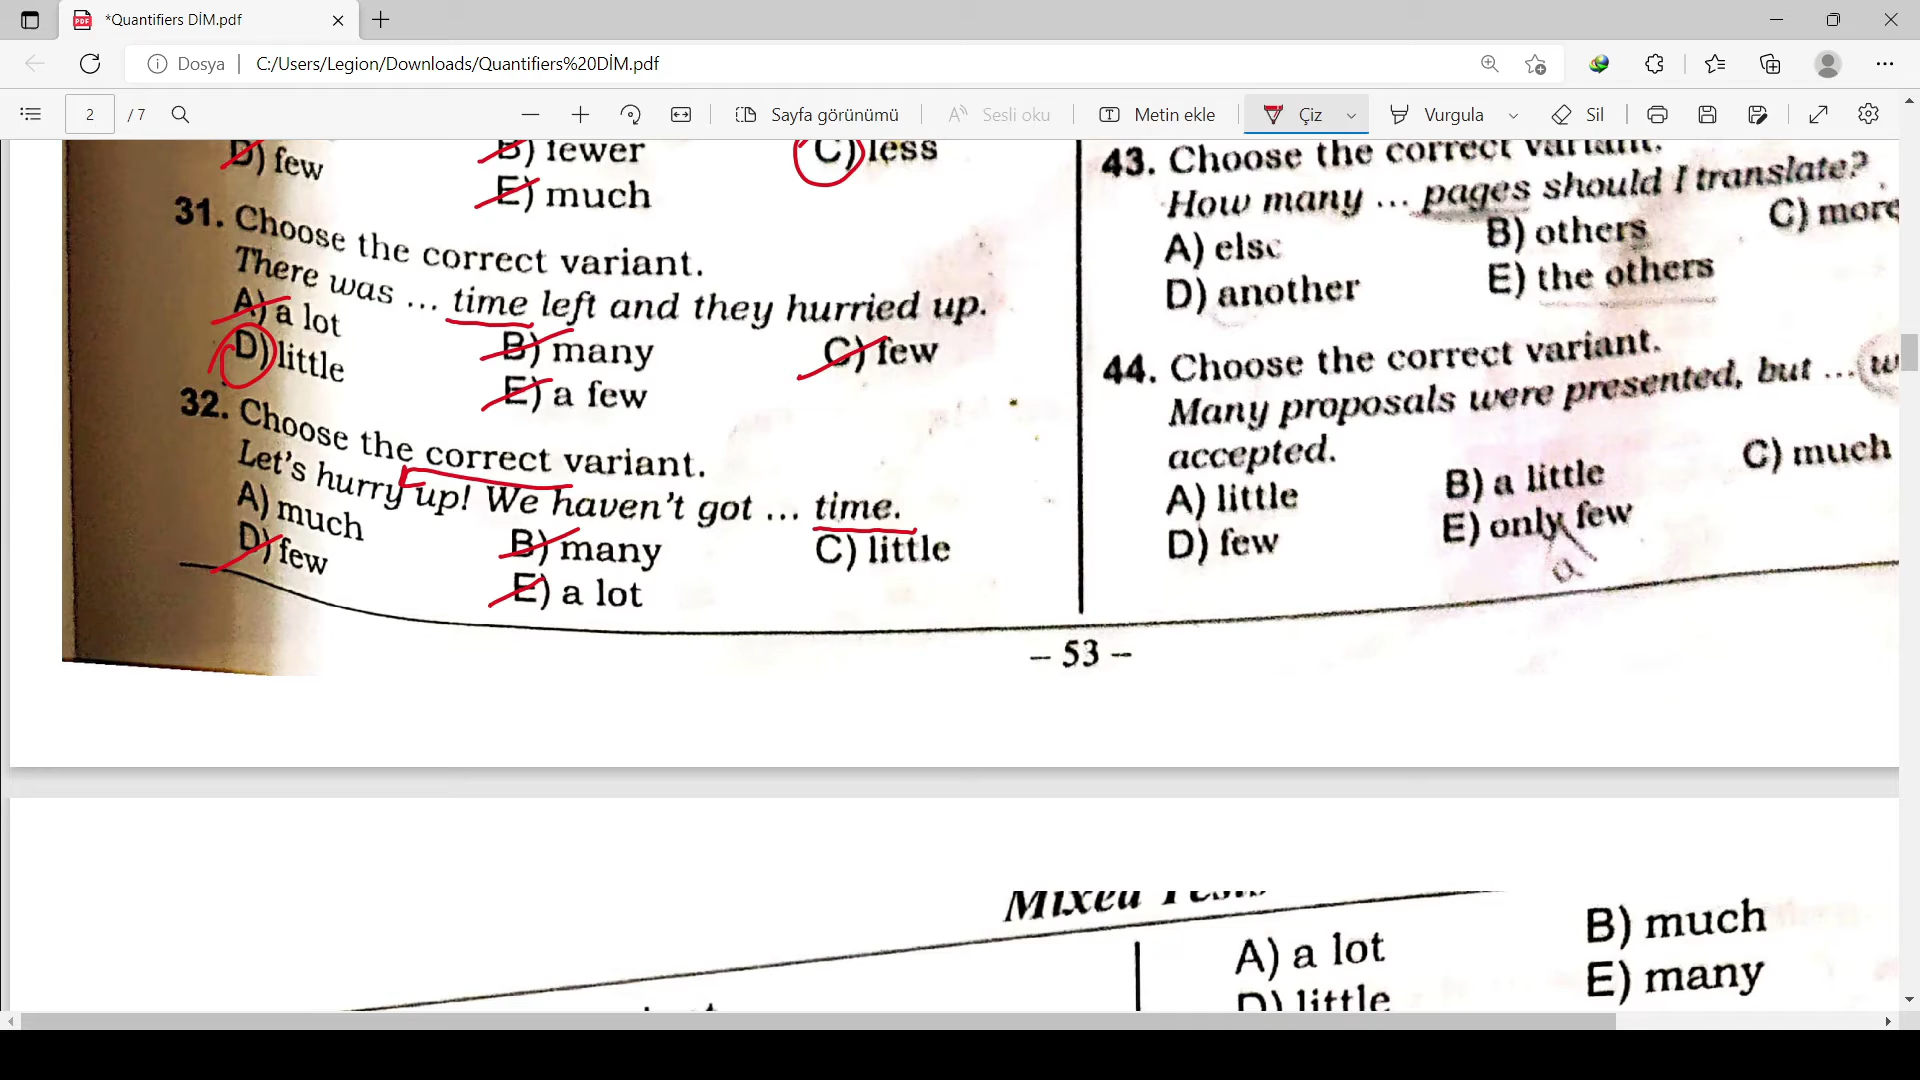 *Quantifiers DİM.pdf
Dosya
C:/Users/Legion/Downloads/Quantifiers%20DİM.pdf
2 /7
Sayfa görünümü
Sesli oku
Metin ekle
Çiz
Vurgula
Sil
D) few
B) fewer
C) less
E) much
31. Choose the correct variant.
There was ... time left and they hurried up.
A) a lot
B) many
C) few
D) little
E) a few
32. Choose the correct variant.
Let's hurry up! We haven't got ... time.
A) much
B) many
C) little
D) few
E) a lot
43. Choose the correct variant.
How many ... pages should I translate?
A) else
B) others
C) more
D) another
E) the others
44. Choose the correct variant.
Many proposals were presented, but ...
accepted.
A) little
B) a little
C) much
D) few
E) only few
a
– 53 –
Mixed Tests
A) a lot
B) much
D) little
E) many